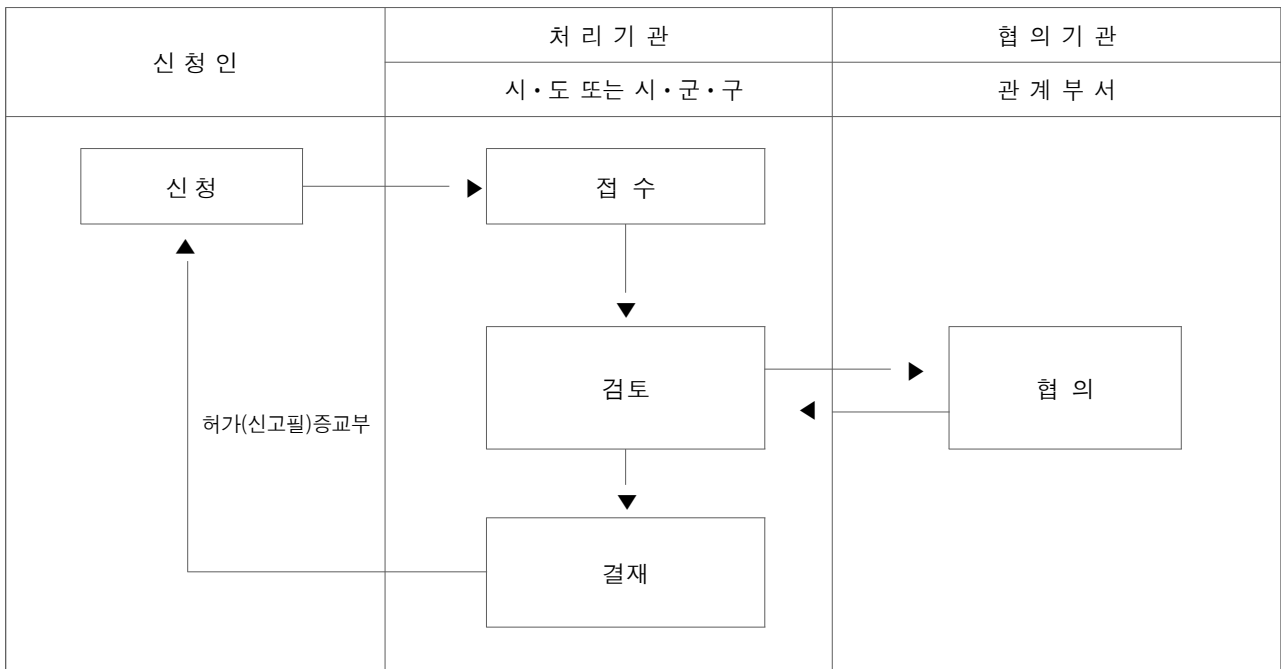 신 청 인
처 리 기 관
협 의 기 관
시·도 또는 시·군·구
관 계 부 서
신 청
접 수
검토
협 의
허가(신고필)증교부
결재